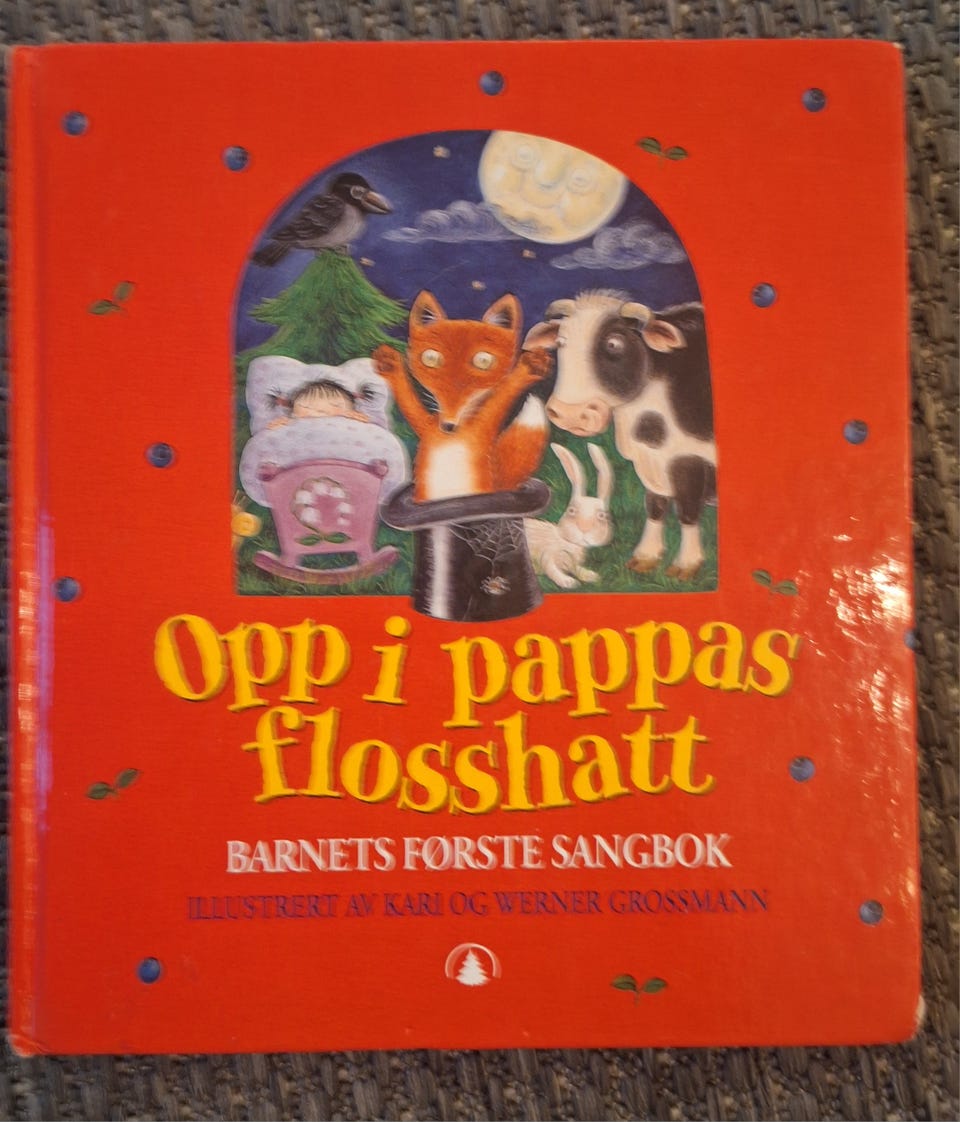 Opp i pappas
flosshatt
BARNETS FØRSTE SANGBOK
ILLUSTRERT AV KARI OG WERNER GROSSMANN